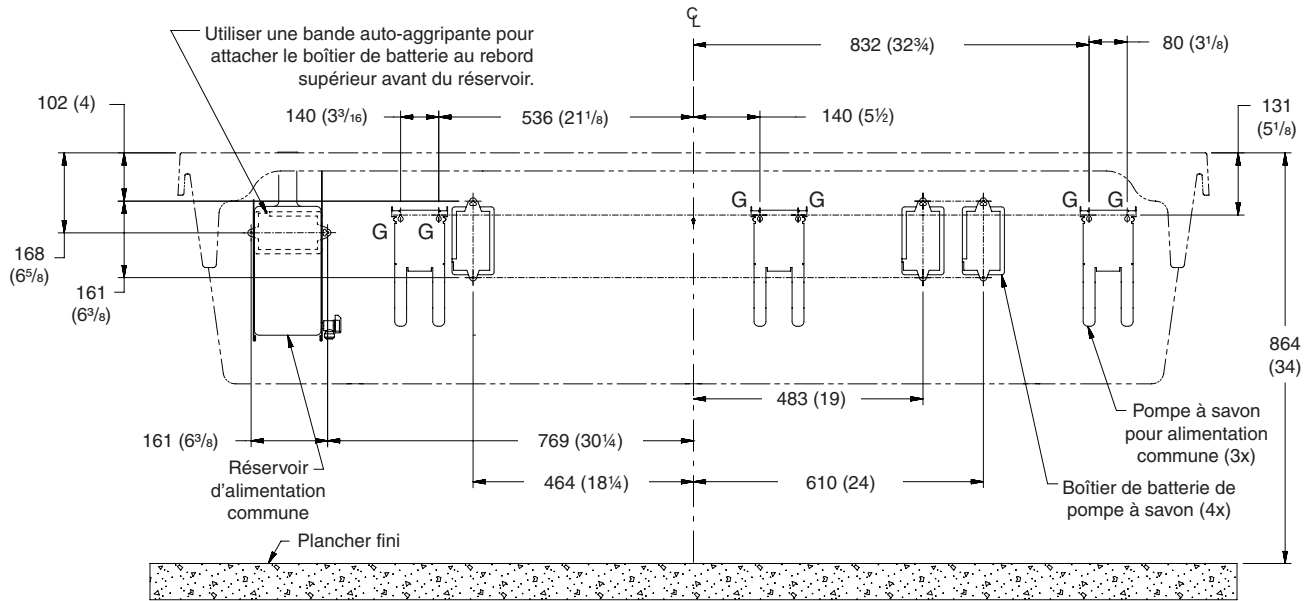 ℄
Utiliser une bande auto-aggripante pour
attacher le boîtier de batterie au rebord
supérieur avant du réservoir.
832 (32¾)
80 (3⅛)
102 (4)
140 (3³/₁₆)
536 (21⅛)
140 (5½)
131
(5⅛)
G G
G G
G G
168
(6⅝)
161
(6⅜)
864
(34)
483 (19)
161 (6⅜)
769 (30¼)
Pompe à savon
pour alimentation
commune (3x)
Réservoir
d'alimentation
commune
464 (18¼)
610 (24)
Boîtier de batterie de
pompe à savon (4x)
Plancher fini